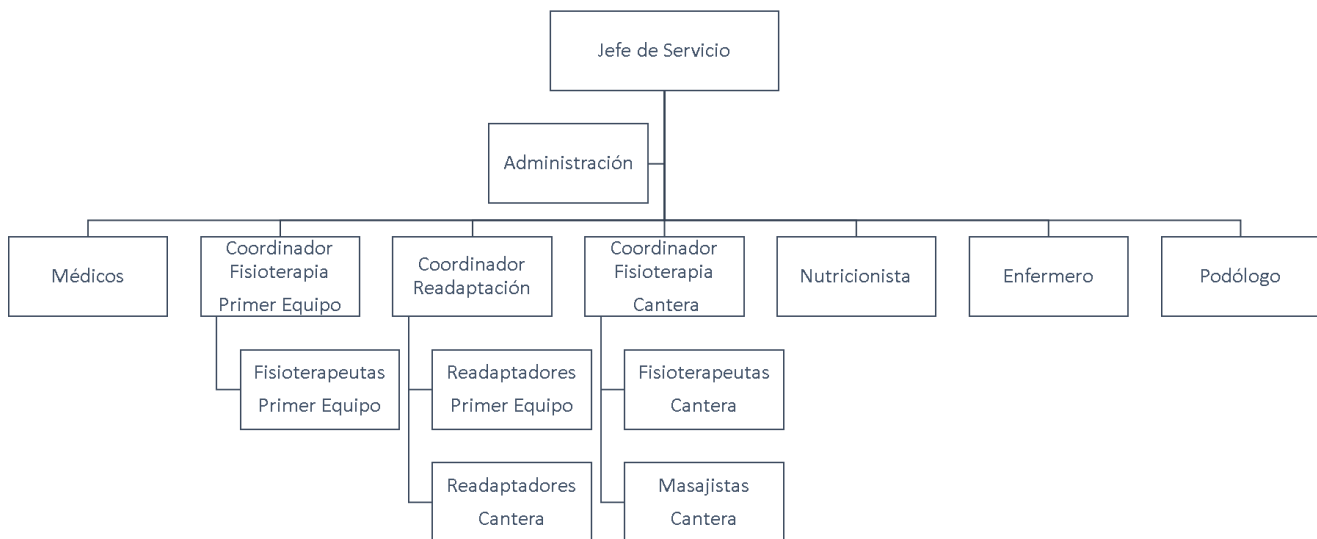 Jefe de Servicio
Administración
Médicos
Coordinador
Fisioterapia
Primer Equipo
Coordinador
Readaptación
Coordinador
Fisioterapia
Cantera
Nutricionista
Enfermero
Podólogo
Fisioterapeutas
Primer Equipo
Readaptadores
Primer Equipo
Fisioterapeutas
Cantera
Readaptadores
Cantera
Masajistas
Cantera